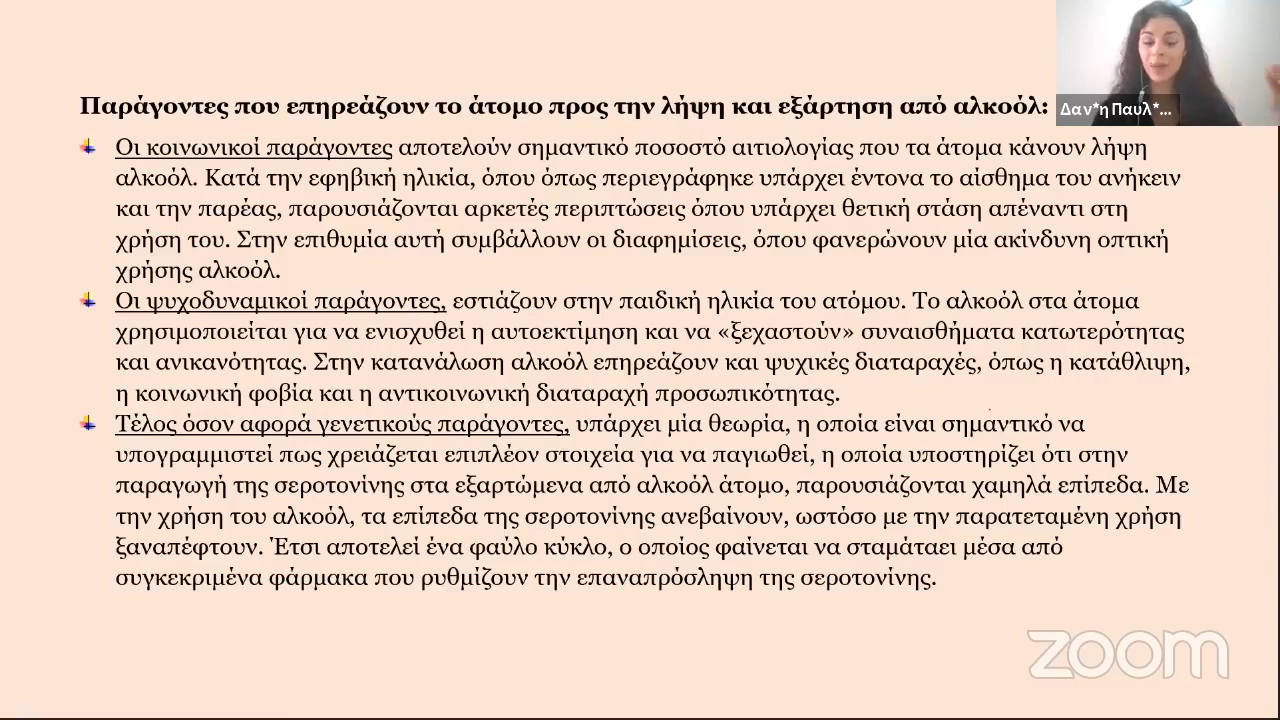 Παράγοντες που επηρεάζουν το άτομο προς την λήψη και εξάρτηση από αλκοόλ:
Δαν*η Παυλ*...
Οι κοινωνικοί παράγοντες αποτελούν σημαντικό ποσοστό αιτιολογίας που τα άτομα κάνουν λήψη
αλκοόλ. Κατά την εφηβική ηλικία, όπου όπως περιεγράφηκε υπάρχει έντονα το αίσθημα του ανήκειν
και την παρέας, παρουσιάζονται αρκετές περιπτώσεις όπου υπάρχει θετική στάση απέναντι στη
χρήση του. Στην επιθυμία αυτή συμβάλλουν οι διαφημίσεις, όπου φανερώνουν μία ακίνδυνη οπτική
χρήσης αλκοόλ.
Οι ψυχοδυναμικοί παράγοντες, εστιάζουν στην παιδική ηλικία του ατόμου. Το αλκοόλ στα άτομα
χρησιμοποιείται για να ενισχυθεί η αυτοεκτίμηση και να «ξεχαστούν» συναισθήματα κατωτερότητας
και ανικανότητας. Στην κατανάλωση αλκοόλ επηρεάζουν και ψυχικές διαταραχές, όπως η κατάθλιψη,
η κοινωνική φοβία και η αντικοινωνική διαταραχή προσωπικότητας.
Τέλος όσον αφορά γενετικούς παράγοντες, υπάρχει μία θεωρία, η οποία είναι σημαντικό να
υπογραμμιστεί πως χρειάζεται επιπλέον στοιχεία για να παγιωθεί, η οποία υποστηρίζει ότι στην
παραγωγή της σεροτονίνης στα εξαρτώμενα από αλκοόλ άτομο, παρουσιάζονται χαμηλά επίπεδα. Με
την χρήση του αλκοόλ, τα επίπεδα της σεροτονίνης ανεβαίνουν, ωστόσο με την παρατεταμένη χρήση
ξαναπέφτουν. Έτσι αποτελεί ένα φαύλο κύκλο, ο οποίος φαίνεται να σταμάταει μέσα από
συγκεκριμένα φάρμακα που ρυθμίζουν την επαναπρόσληψη της σεροτονίνης.
zoom